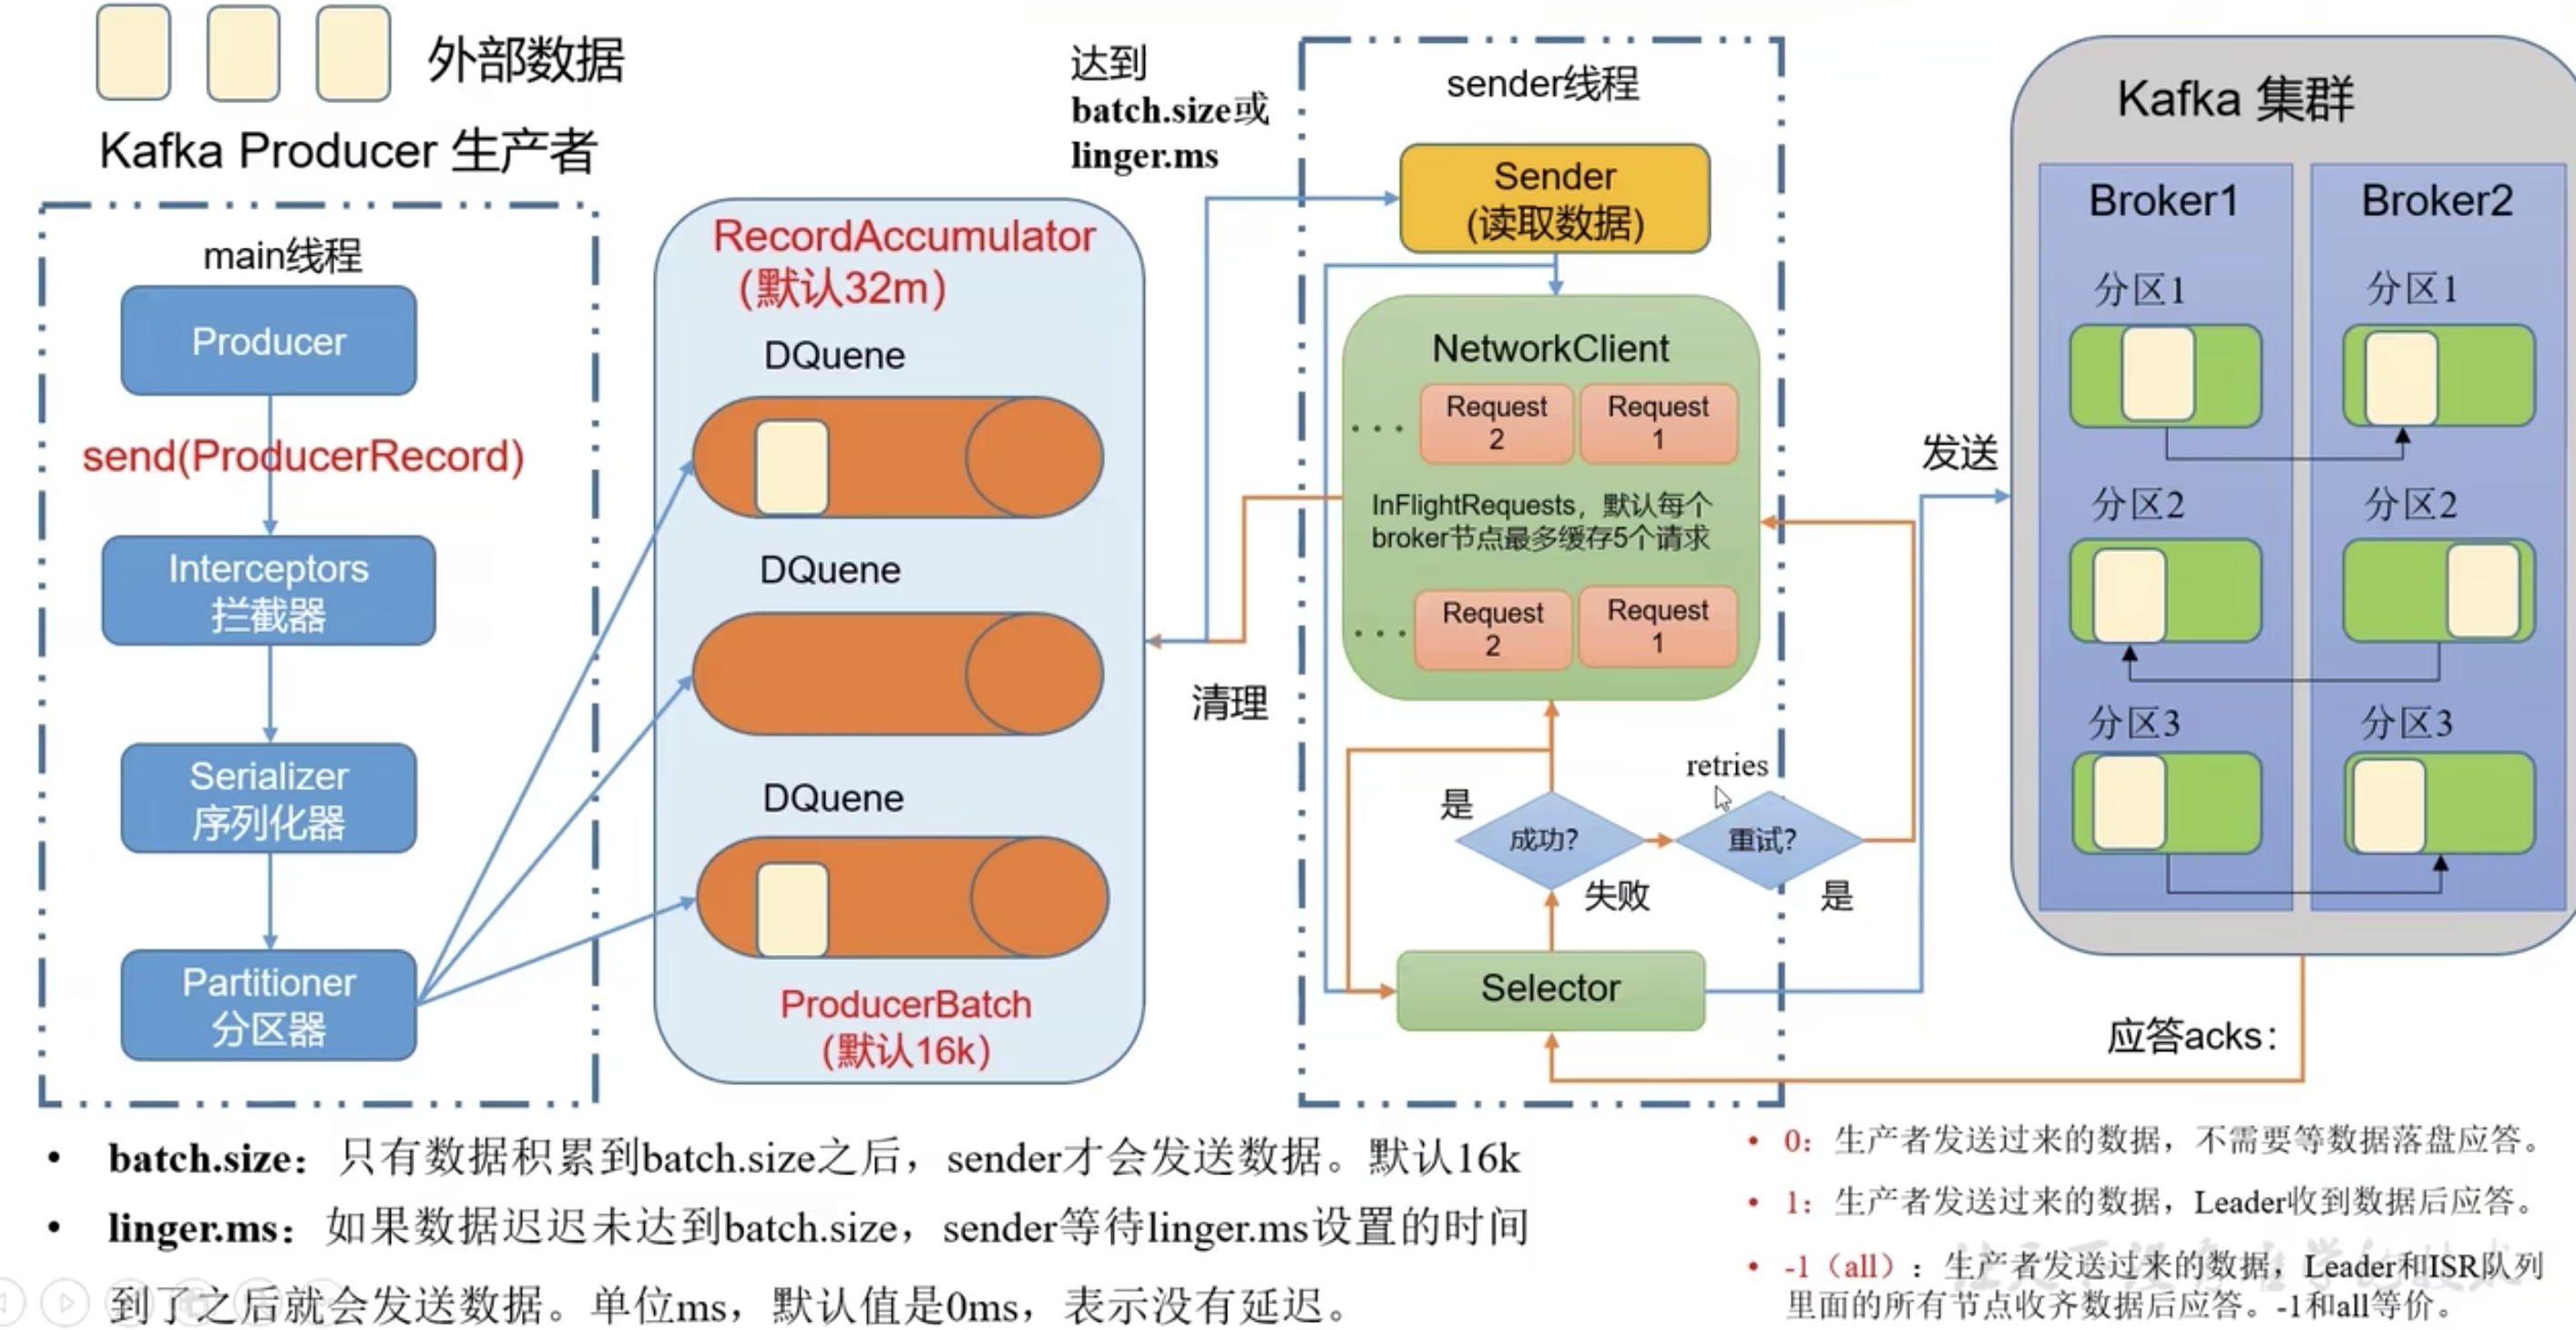 外部数据
Kafka Producer 生产者
main线程
Producer
send(ProducerRecord)
Interceptors
拦截器
Serializer
序列化器
Partitioner
分区器
RecordAccumulator
(默认32m)
DQuene
DQuene
DQuene
ProducerBatch
(默认16k)
达到
batch.size或
linger.ms
清理
sender线程
Sender
(读取数据)
NetworkClient
...
Request
2
Request
1
InFlightRequests，默认每个
broker节点最多缓存5个请求
...
Request
2
Request
1
retries
是
成功？
重试？
失败
是
Selector
发送
Kafka 集群
Broker1
Broker2
分区1
分区1
分区2
分区2
分区3
分区3
应答acks：
• batch.size：只有数据积累到batch.size之后，sender才会发送数据。默认16k
• linger.ms：如果数据迟迟未达到batch.size，sender等待linger.ms设置的时间
到了之后就会发送数据。单位ms，默认值是0ms，表示没有延迟。
• 0：生产者发送过来的数据，不需要等数据落盘应答。
• 1：生产者发送过来的数据，Leader收到数据后应答。
• -1（all）：生产者发送过来的数据，Leader和ISR队列
里面的所有节点收齐数据后应答。-1和all等价。